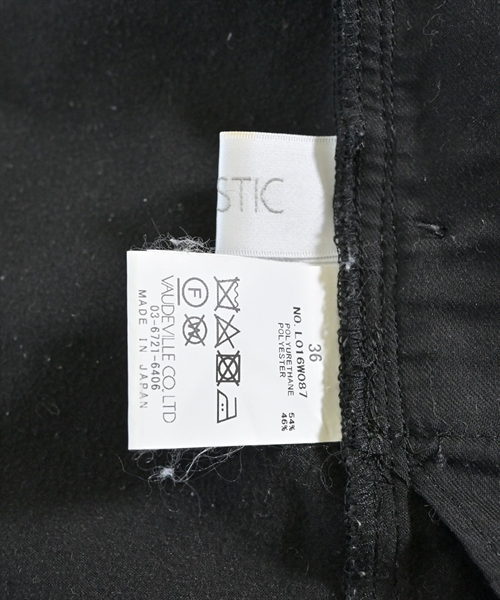 STIC
36
NO. L016W087
POLYURETHANE 54%
POLYESTER 46%
F
W
VAUDEVILLE CO. LTD
03-6721-6406
MADE IN JAPAN